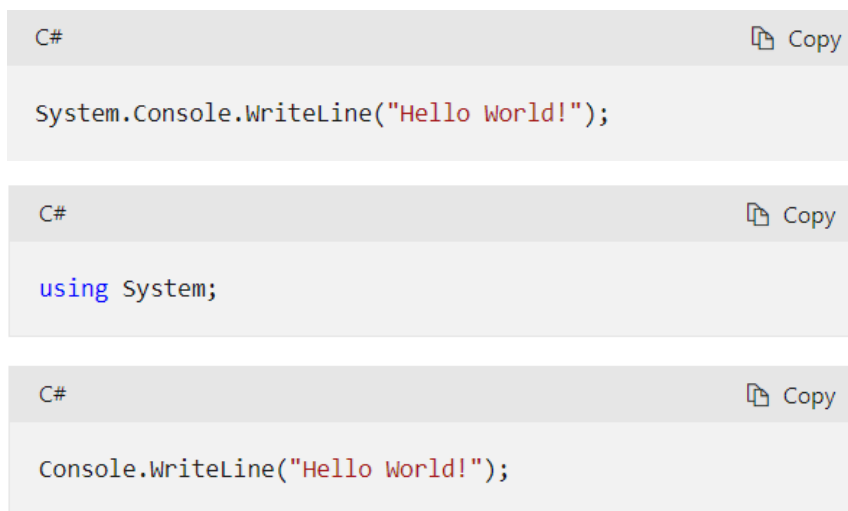 C# Copy
System.Console.WriteLine("Hello World!");
C# Copy
using System;
C# Copy
Console.WriteLine("Hello World!");